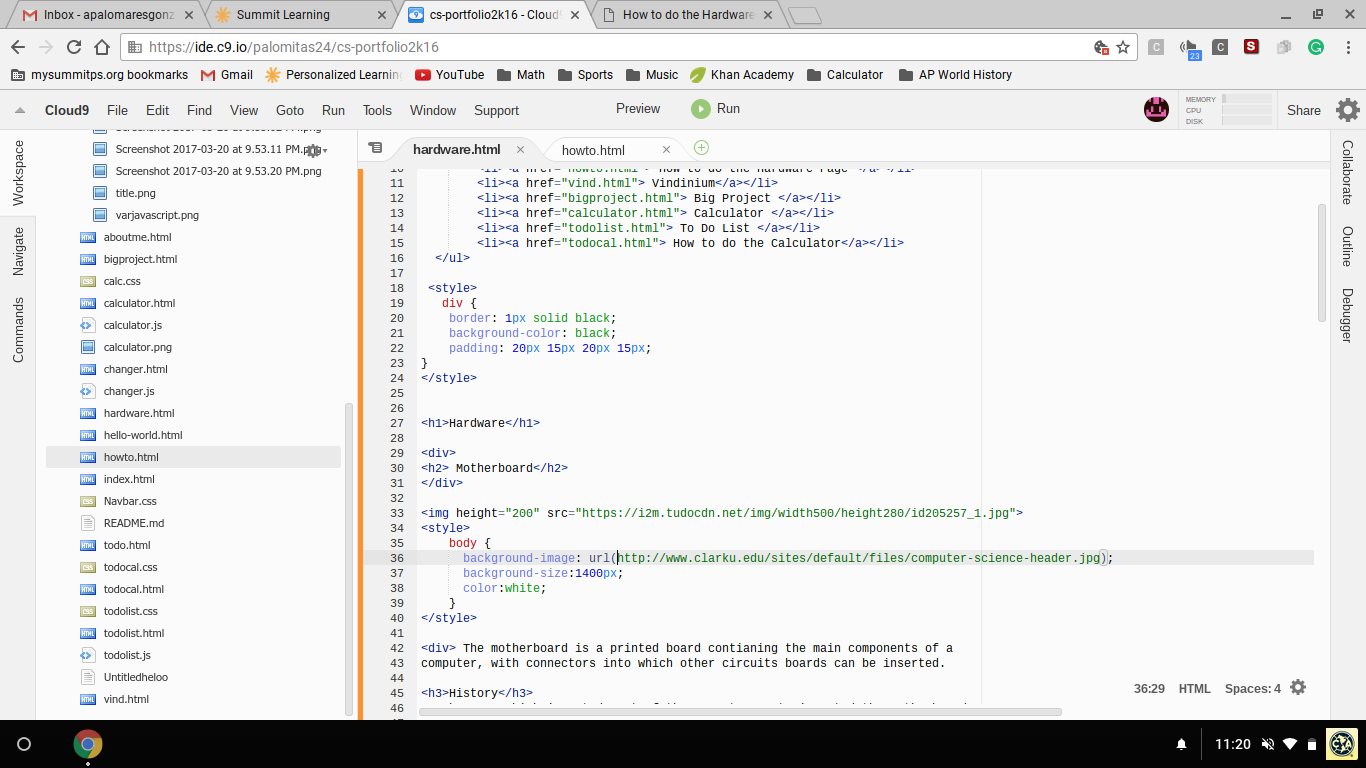 Inbox - apalomaresgonz
Summit Learning
cs-portfolio2k16 - Cloud9
How to do the Hardware
https://ide.c9.io/palomitas24/cs-portfolio2k16
C
23
C
S
mysummitps.org bookmarks
Gmail
Personalized Learning
YouTube
Math
Sports
Music
Khan Academy
Calculator
AP World History
Cloud9 File Edit Find View Goto Run Tools Window Support
Preview
Run
MEMORY
CPU
DISK
Share
Workspace
Navigate
Commands
Screenshot 2017-03-20 at 9.53.11 PM.png
Screenshot 2017-03-20 at 9.53.20 PM.png
title.png
varjavascript.png
aboutme.html
bigproject.html
calc.css
calculator.html
calculator.js
calculator.png
changer.html
changer.js
hardware.html
hello-world.html
howto.html
index.html
Navbar.css
README.md
todo.html
todocal.css
todocal.html
todolist.css
todolist.html
todolist.js
Untitledheloo
vind.html
hardware.html
howto.html
10 <li><a href="howto.html"> How to do the Hardware Page </a></li>
11 <li><a href="vind.html"> Vindinium</a></li>
12 <li><a href="bigproject.html"> Big Project </a></li>
13 <li><a href="calculator.html"> Calculator </a></li>
14 <li><a href="todolist.html"> To Do List </a></li>
15 <li><a href="todocal.html"> How to do the Calculator</a></li>
16 </ul>
17
18 <style>
19 div {
20 border: 1px solid black;
21 background-color: black;
22 padding: 20px 15px 20px 15px;
23 }
24 </style>
25
26
27 <h1>Hardware</h1>
28
29 <div>
30 <h2> Motherboard</h2>
31 </div>
32
33 <img height="200" src="https://i2m.tudocdn.net/img/width500/height280/id205257_1.jpg">
34 <style>
35 body {
36 background-image: url(http://www.clarku.edu/sites/default/files/computer-science-header.jpg);
37 background-size:1400px;
38 color:white;
39 }
40 </style>
41
42 <div> The motherboard is a printed board contianing the main components of a
43 computer, with connectors into which other circuits boards can be inserted.
44
45 <h3>History</h3>
46
36:29 HTML Spaces: 4
Collaborate
Outline
Debugger
11:20